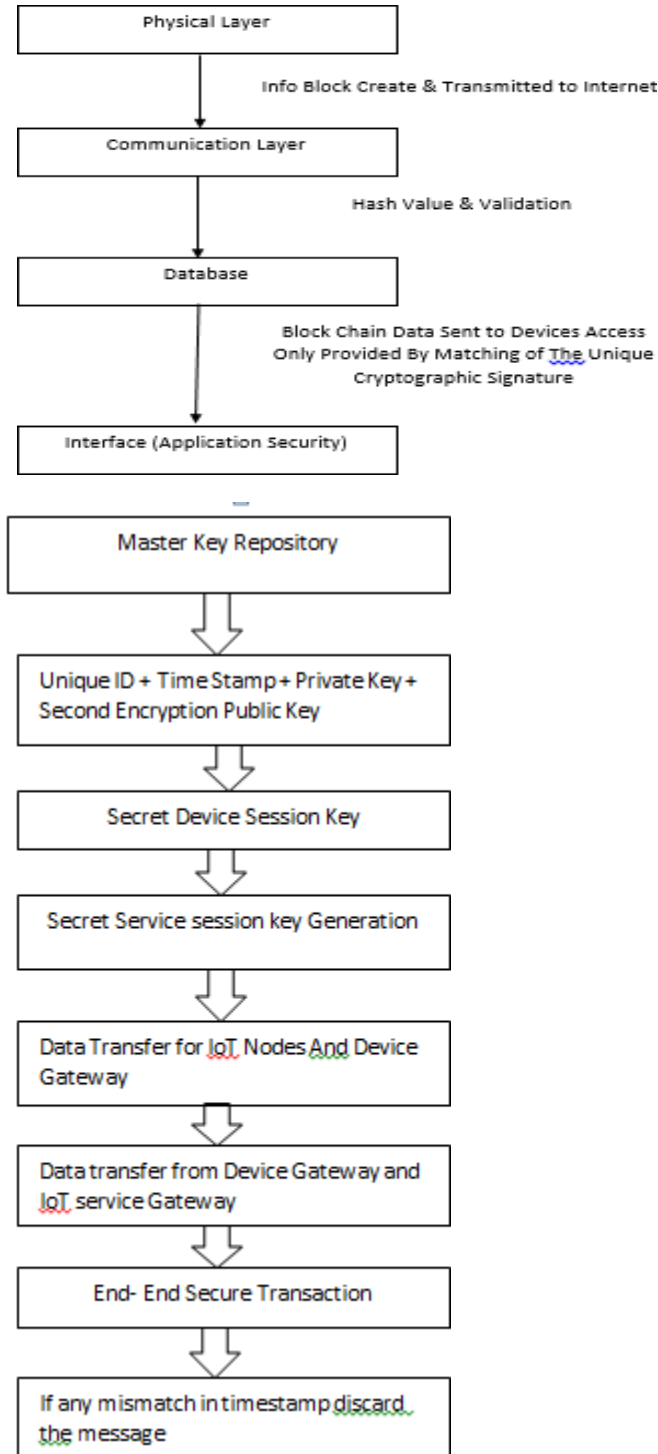 Physical Layer
Info Block Create & Transmitted to Internet
Communication Layer
Hash Value & Validation
Database
Block Chain Data Sent to Devices Access
Only Provided By Matching of The Unique
Cryptographic Signature
Interface (Application Security)
Master Key Repository
Unique ID + Time Stamp + Private Key +
Second Encryption Public Key
Secret Device Session Key
Secret Service session key Generation
Data Transfer for IoT Nodes And Device
Gateway
Data transfer from Device Gateway and
IoT service Gateway
End- End Secure Transaction
If any mismatch in timestamp discard
the message